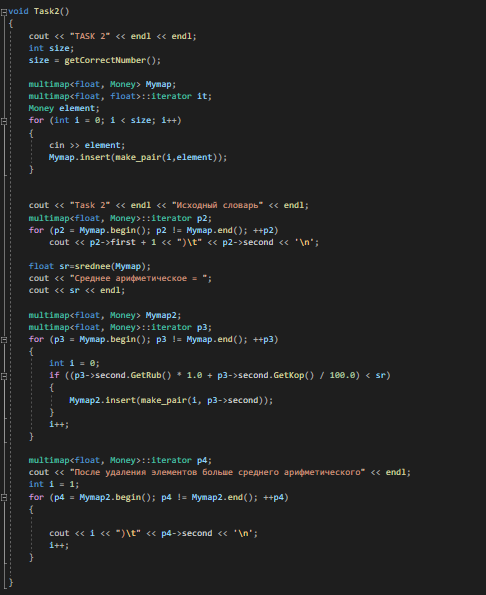 void Task2()
{
cout << "TASK 2" << endl << endl;
int size;
size = getCorrectNumber();
multimap<float, Money> Mymap;
multimap<float, float>::iterator it;
Money element;
for (int i = 0; i < size; i++)
{
cin >> element;
Mymap.insert(make_pair(i,element));
}
cout << "Task 2" << endl << "Исходный словарь" << endl;
multimap<float, Money>::iterator p2;
for (p2 = Mymap.begin(); p2 != Mymap.end(); ++p2)
cout << p2->first + 1 << ")\t" << p2->second << '\n';
float sr=srednee(Mymap);
cout << "Среднее арифметическое = ";
cout << sr << endl;
multimap<float, Money> Mymap2;
multimap<float, Money>::iterator p3;
for (p3 = Mymap.begin(); p3 != Mymap.end(); ++p3)
{
int i = 0;
if ((p3->second.GetRub() * 1.0 + p3->second.GetKop() / 100.0) < sr)
{
Mymap2.insert(make_pair(i, p3->second));
}
i++;
}
multimap<float, Money>::iterator p4;
cout << "После удаления элементов больше среднего арифметического" << endl;
int i = 1;
for (p4 = Mymap2.begin(); p4 != Mymap2.end(); ++p4)
{
cout << i << ")\t" << p4->second << '\n';
i++;
}
}